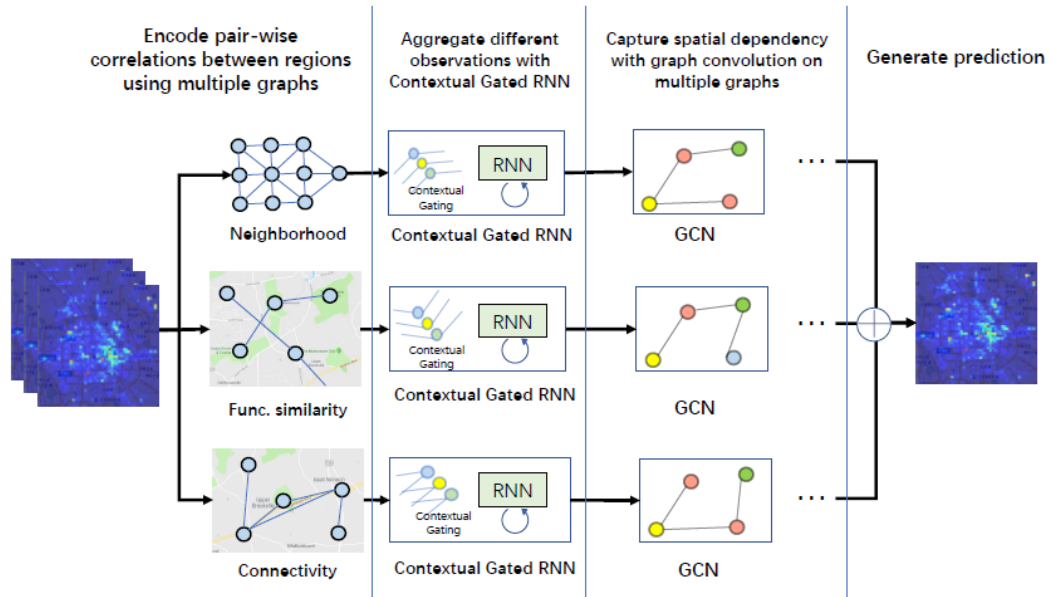 Encode pair-wise
correlations between regions
using multiple graphs
Aggregate different
observations with
Contextual Gated RNN
Capture spatial dependency
with graph convolution on
multiple graphs
Generate prediction
Neighborhood
Contextual
Gating
RNN
Contextual Gated RNN
GCN
...
Func. similarity
Contextual
Gating
RNN
Contextual Gated RNN
GCN
...
Connectivity
Contextual
Gating
RNN
Contextual Gated RNN
GCN
...